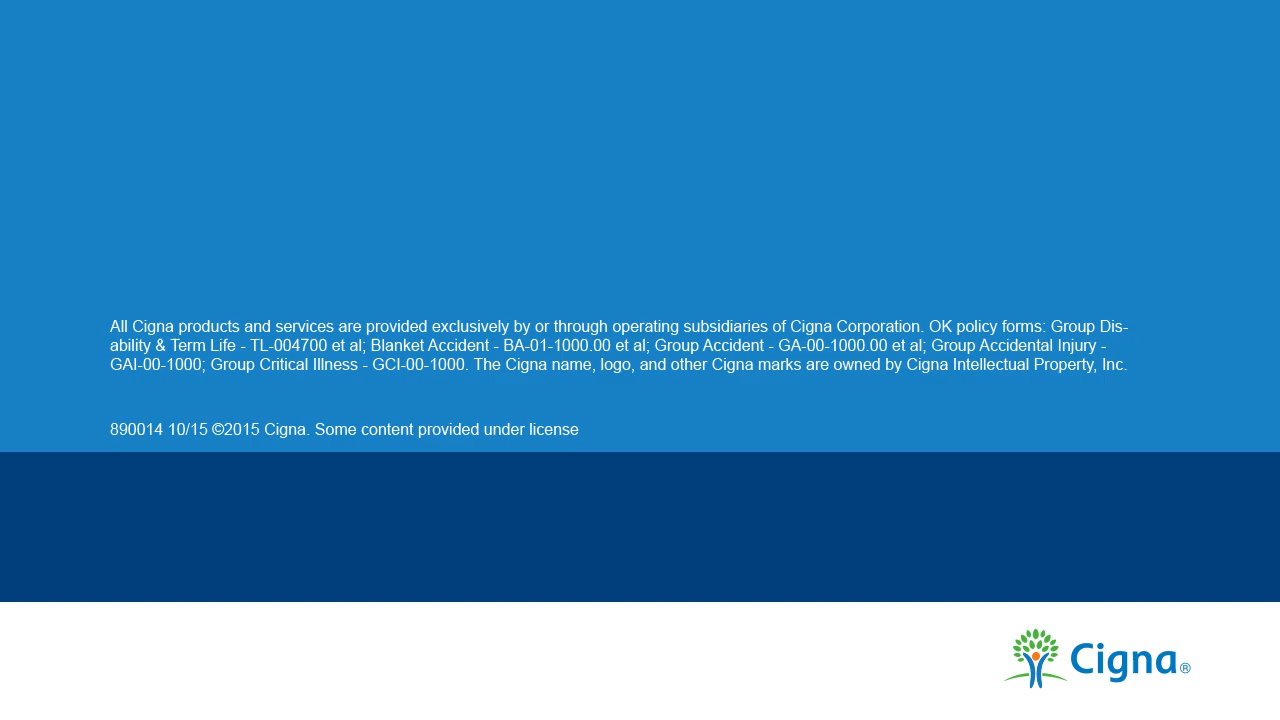 All Cigna products and services are provided exclusively by or through operating subsidiaries of Cigna Corporation. OK policy forms: Group Dis-
ability & Term Life - TL-004700 et al; Blanket Accident - BA-01-1000.00 et al; Group Accident - GA-00-1000.00 et al; Group Accidental Injury -
GAI-00-1000; Group Critical Illness - GCI-00-1000. The Cigna name, logo, and other Cigna marks are owned by Cigna Intellectual Property, Inc.
890014 10/15 ©2015 Cigna. Some content provided under license
Cigna®